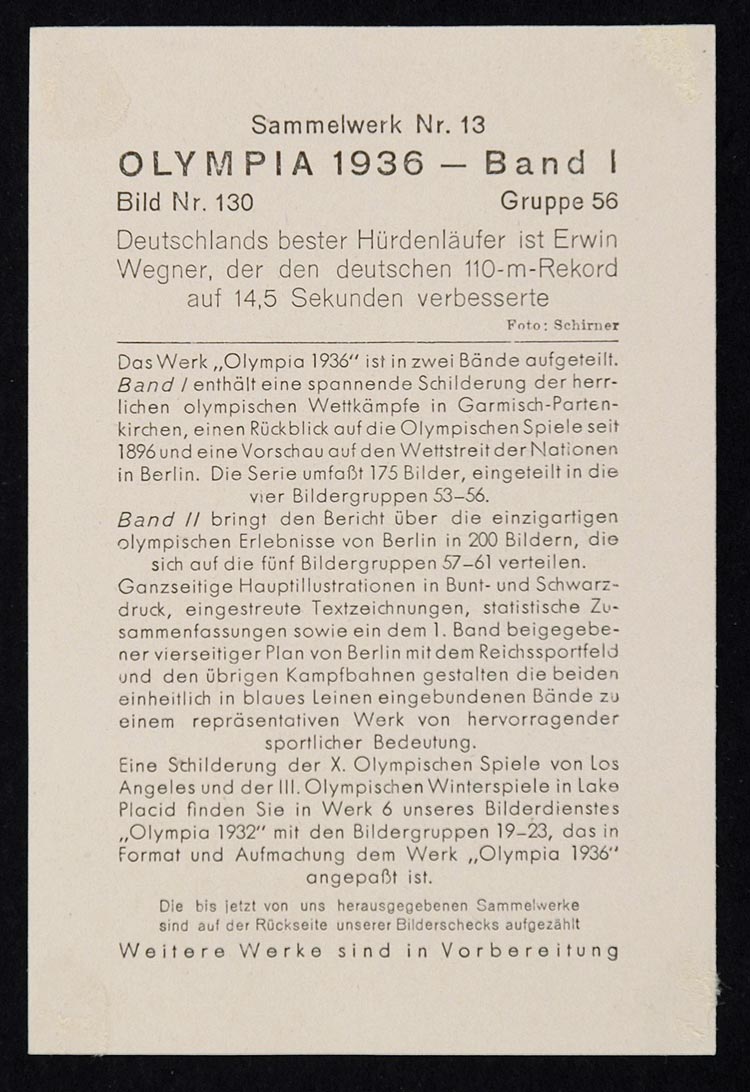 Sammelwerk Nr. 13
OLYMPIA 1936 — Band I
Bild Nr. 130 Gruppe 56
Deutschlands bester Hürdenläufer ist Erwin
Wegner, der den deutschen 110-m-Rekord
auf 14,5 Sekunden verbesserte
Foto: Schirner
Das Werk „Olympia 1936“ ist in zwei Bände aufgeteilt.
Band I enthält eine spannende Schilderung der herr-
lichen olympischen Wettkämpfe in Garmisch-Parten-
kirchen, einen Rückblick auf die Olympischen Spiele seit
1896 und eine Vorschau auf den Wettstreit der Nationen
in Berlin. Die Serie umfaßt 175 Bilder, eingeteilt in die
vier Bildergruppen 53–56.
Band II bringt den Bericht über die einzigartigen
olympischen Erlebnisse von Berlin in 200 Bildern, die
sich auf die fünf Bildergruppen 57–61 verteilen.
Ganzseitige Hauptillustrationen in Bunt- und Schwarz-
druck, eingestreute Textzeichnungen, statistische Zu-
sammenfassungen sowie ein dem 1. Band beigegebe-
ner vierseitiger Plan von Berlin mit dem Reichssportfeld
und den übrigen Kampfbahnen gestalten die beiden
einheitlich in blaues Leinen eingebundenen Bände zu
einem repräsentativen Werk von hervorragender
sportlicher Bedeutung.
Eine Schilderung der X. Olympischen Spiele von Los
Angeles und der III. Olympischen Winterspiele in Lake
Placid finden Sie in Werk 6 unseres Bilderdienstes
„Olympia 1932“ mit den Bildergruppen 19–23, das in
Format und Aufmachung dem Werk „Olympia 1936“
angepaßt ist.
Die bis jetzt von uns herausgegebenen Sammelwerke
sind auf der Rückseite unserer Bilderschecks aufgezählt
Weitere Werke sind in Vorbereitung